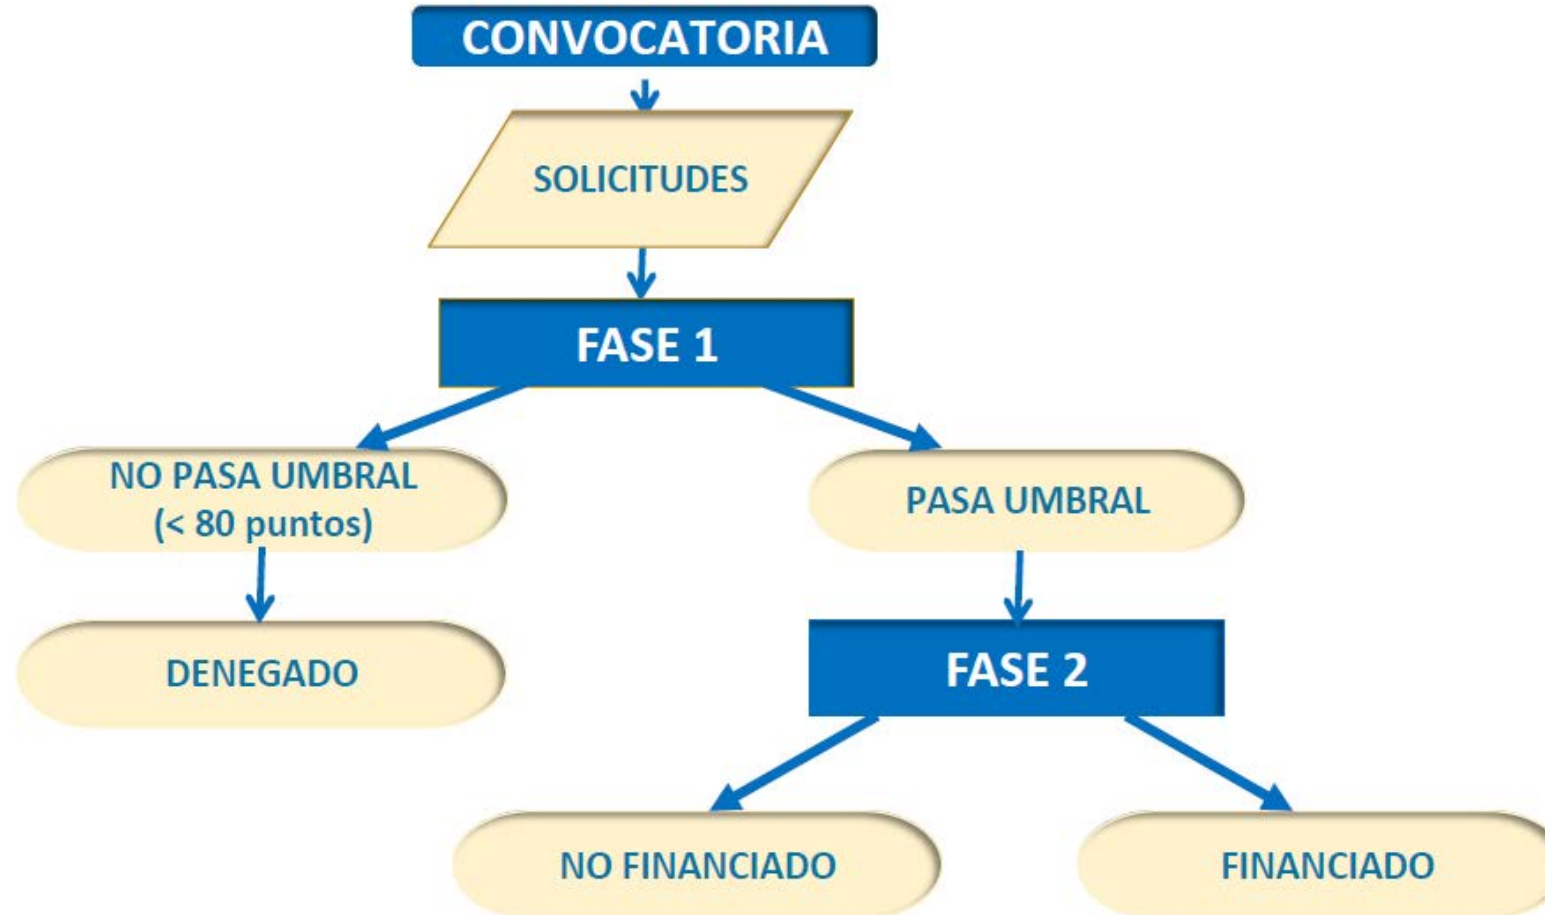 CONVOCATORIA
SOLICITUDES
FASE 1
NO PASA UMBRAL
(< 80 puntos)
PASA UMBRAL
DENEGADO
FASE 2
NO FINANCIADO
FINANCIADO